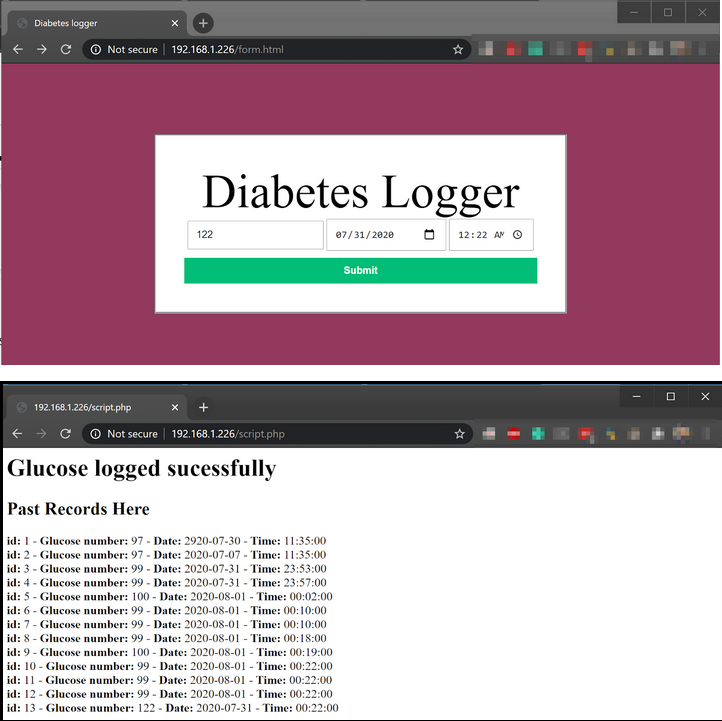 Diabetes logger
Not secure 192.168.1.226/form.html
Diabetes Logger
122 07/31/2020 12:22 AM
Submit
192.168.1.226/script.php
Not secure 192.168.1.226/script.php
Glucose logged sucessfully
Past Records Here
id: 1 - Glucose number: 97 - Date: 2920-07-30 - Time: 11:35:00
id: 2 - Glucose number: 97 - Date: 2020-07-07 - Time: 11:35:00
id: 3 - Glucose number: 99 - Date: 2020-07-31 - Time: 23:53:00
id: 4 - Glucose number: 99 - Date: 2020-07-31 - Time: 23:57:00
id: 5 - Glucose number: 100 - Date: 2020-08-01 - Time: 00:02:00
id: 6 - Glucose number: 99 - Date: 2020-08-01 - Time: 00:10:00
id: 7 - Glucose number: 99 - Date: 2020-08-01 - Time: 00:10:00
id: 8 - Glucose number: 99 - Date: 2020-08-01 - Time: 00:18:00
id: 9 - Glucose number: 100 - Date: 2020-08-01 - Time: 00:19:00
id: 10 - Glucose number: 99 - Date: 2020-08-01 - Time: 00:22:00
id: 11 - Glucose number: 99 - Date: 2020-08-01 - Time: 00:22:00
id: 12 - Glucose number: 99 - Date: 2020-08-01 - Time: 00:22:00
id: 13 - Glucose number: 122 - Date: 2020-07-31 - Time: 00:22:00